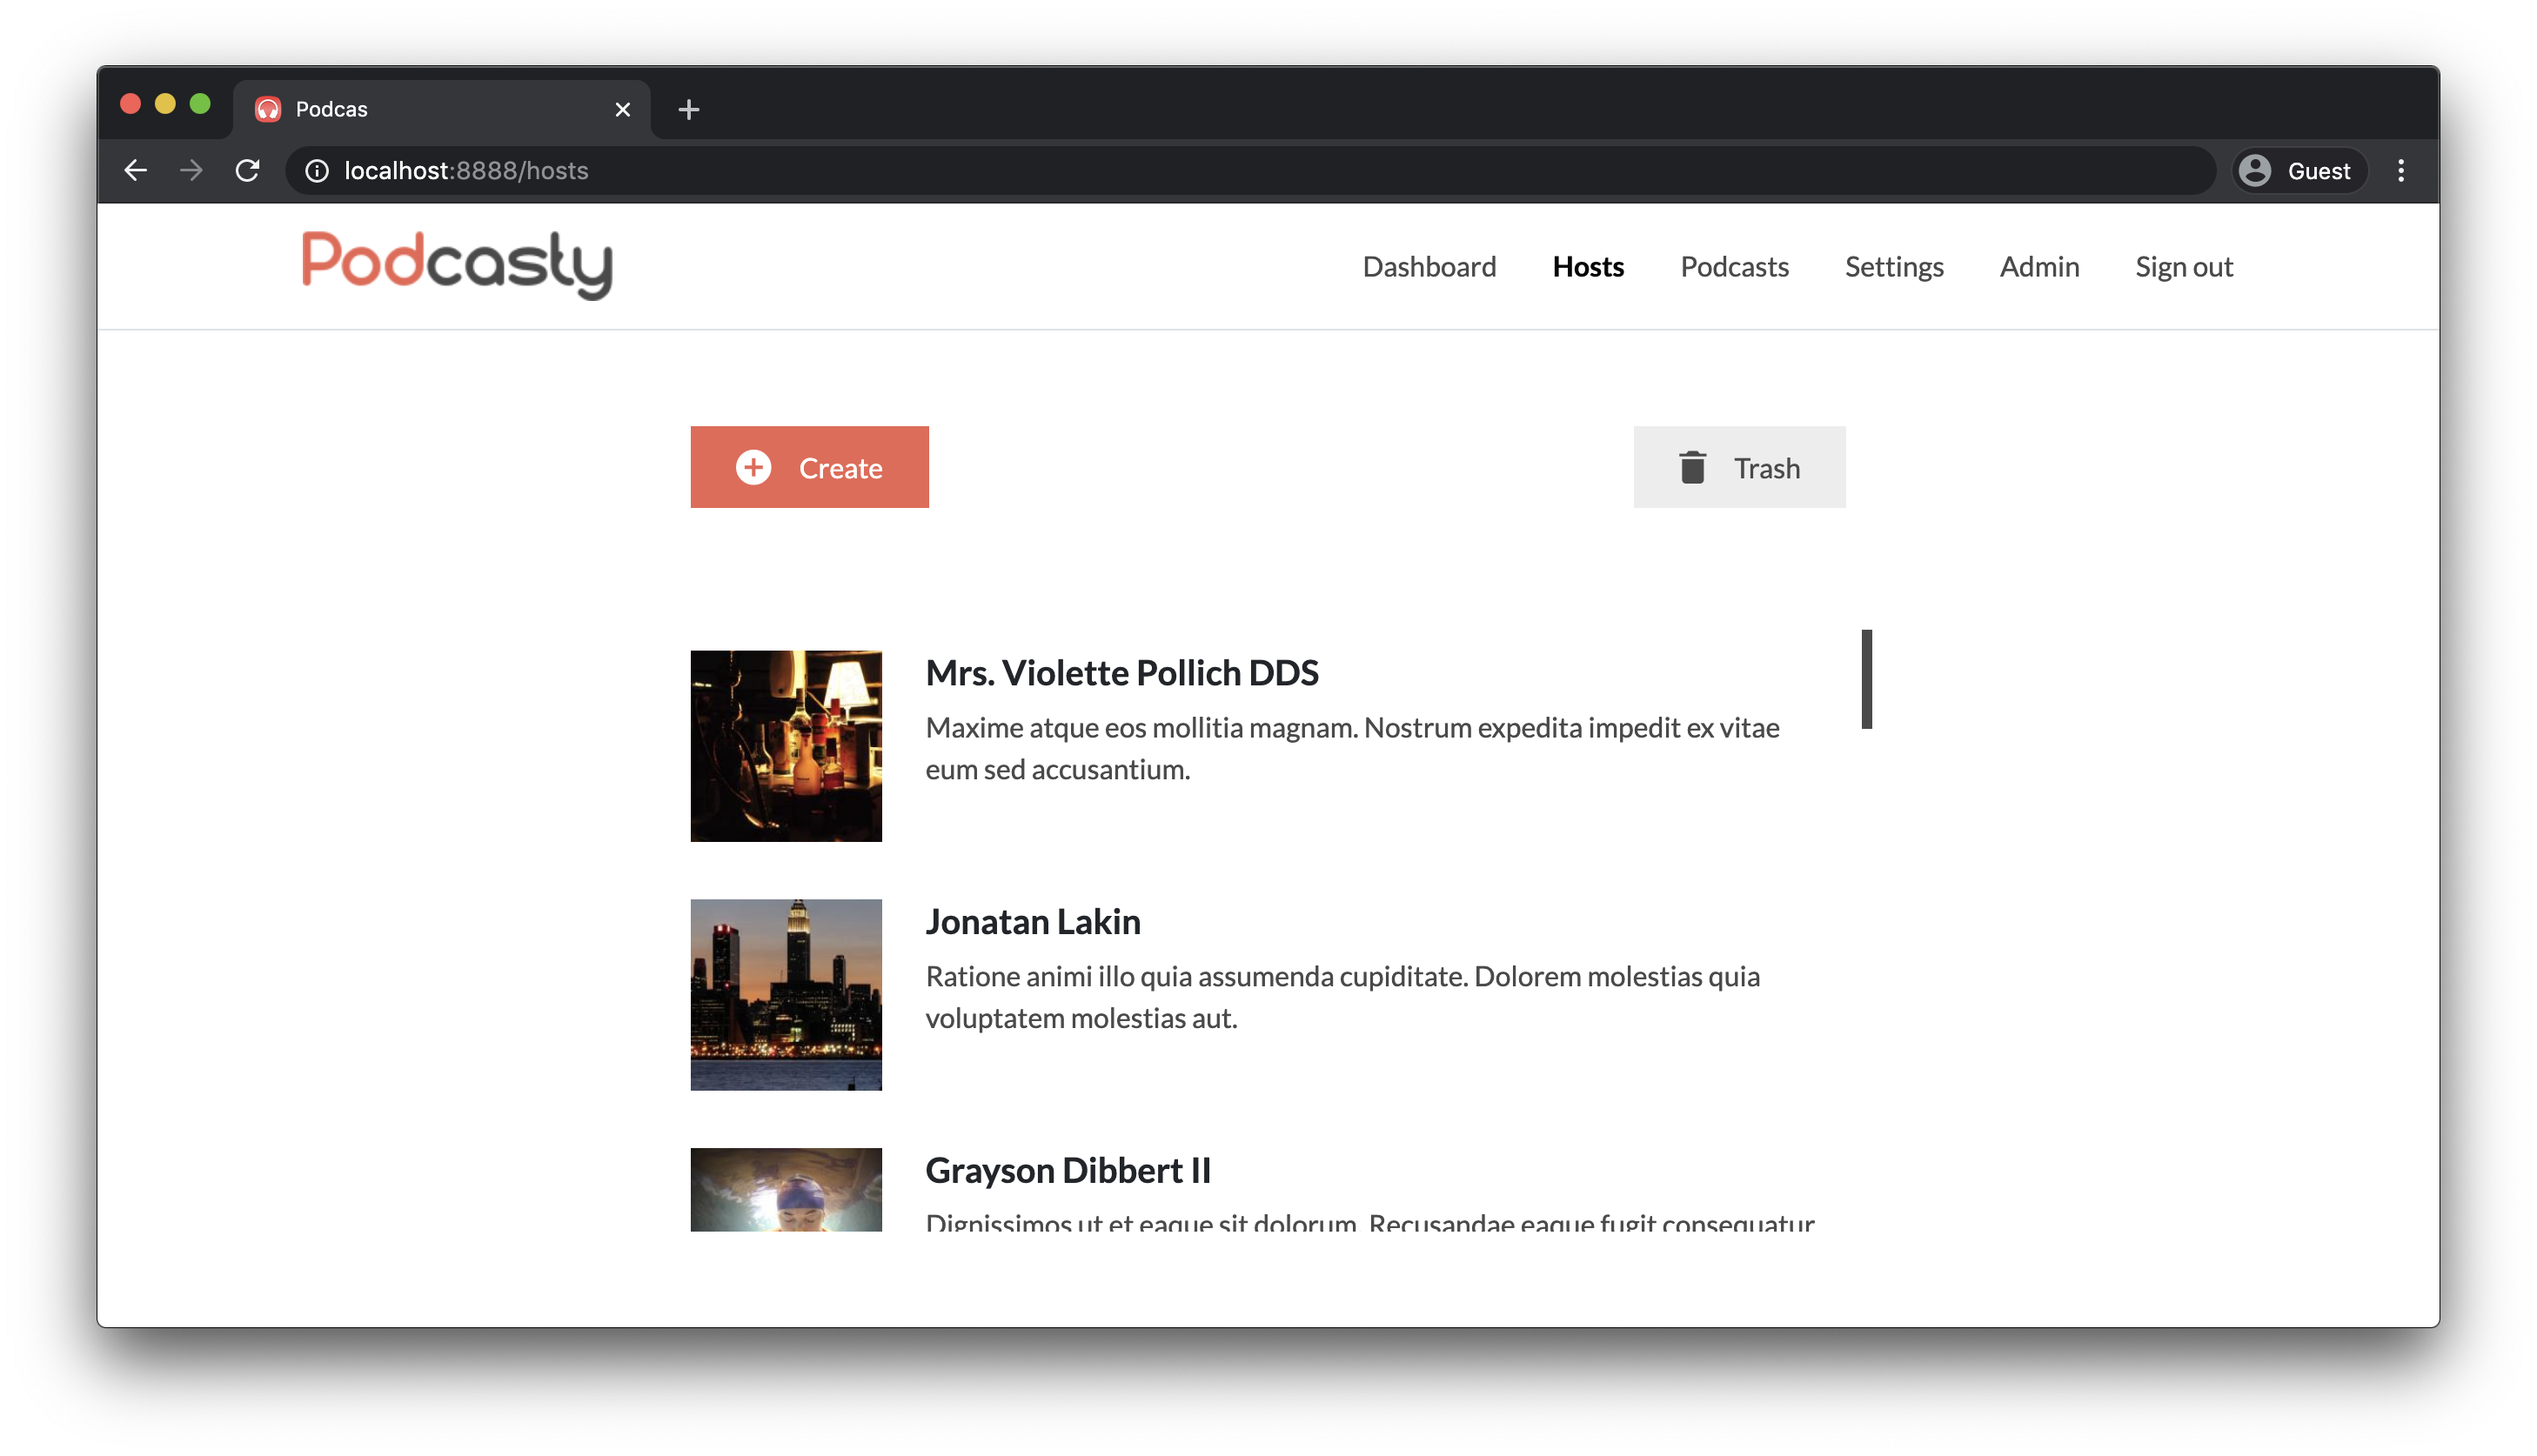 Podcas
localhost:8888/hosts
Guest
Podcasty
Dashboard
Hosts
Podcasts
Settings
Admin
Sign out
Create
Trash
Mrs. Violette Pollich DDS
Maxime atque eos mollitia magnam. Nostrum expedita impedit ex vitae
eum sed accusantium.
Jonatan Lakin
Ratione animi illo quia assumenda cupiditate. Dolorem molestias quia
voluptatem molestias aut.
Grayson Dibbert II
Dignissimos ut et eaque sit dolorum. Recusandae eaque fugit consequatur